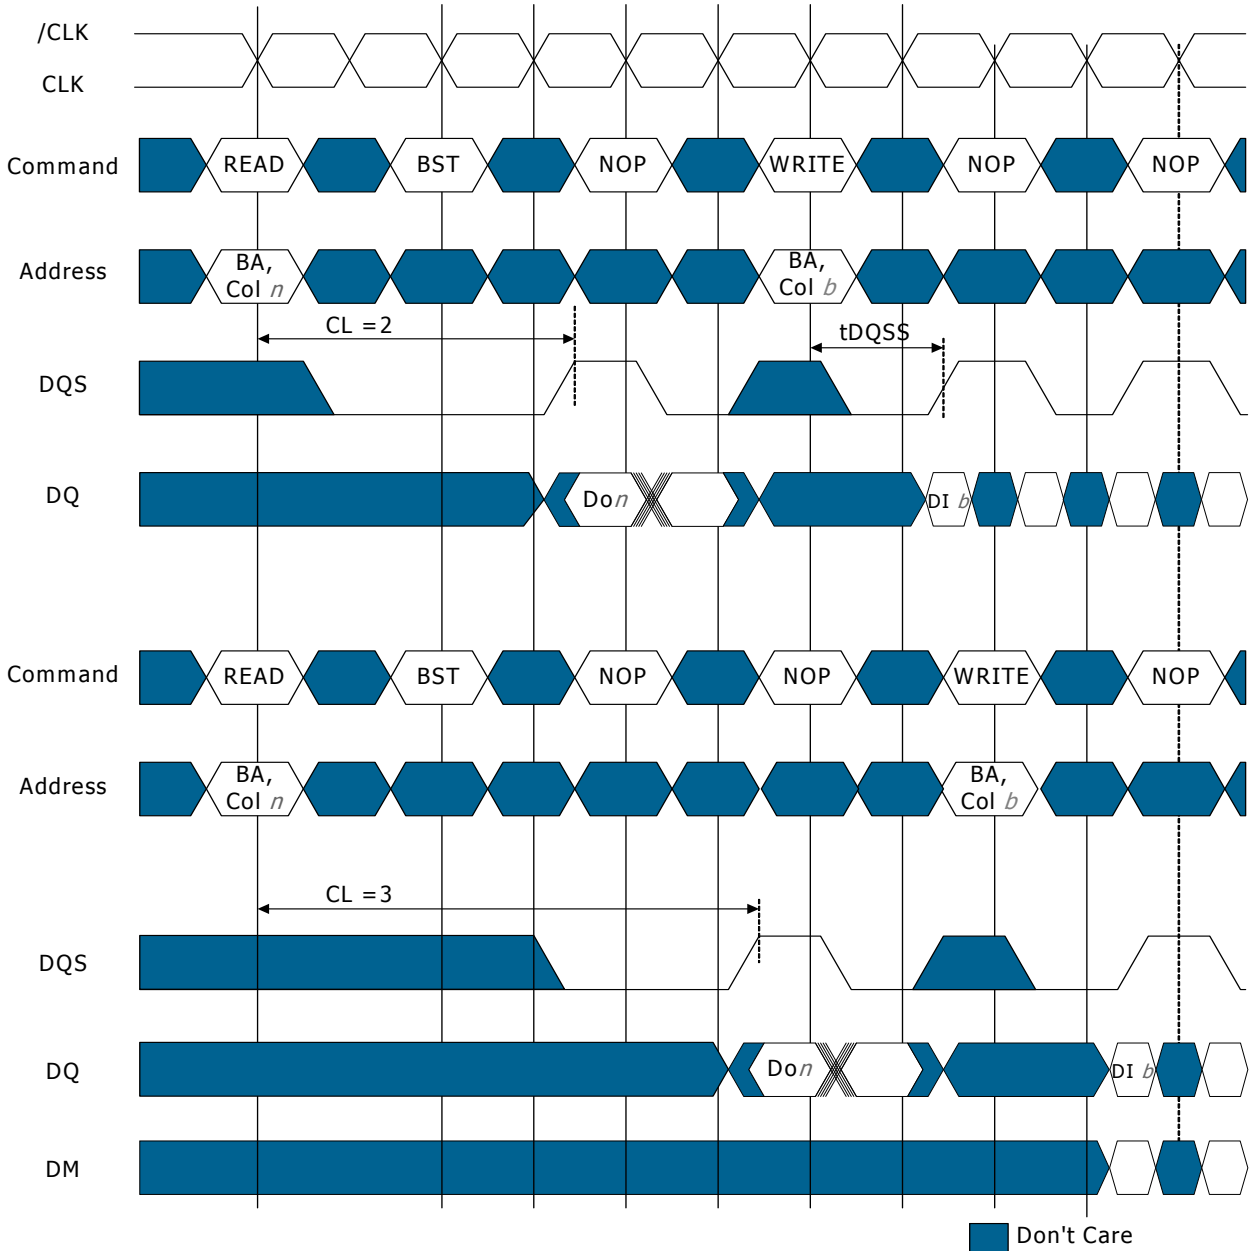 /CLK
CLK
Command READ BST NOP WRITE NOP NOP
Address BA, BA,
Col n Col b
CL =2 tDQSS
DQS
DQ Don DI b
Command READ BST NOP NOP WRITE NOP
Address BA, BA,
Col n Col b
CL =3
DQS
DQ Don DI b
DM
Don't Care